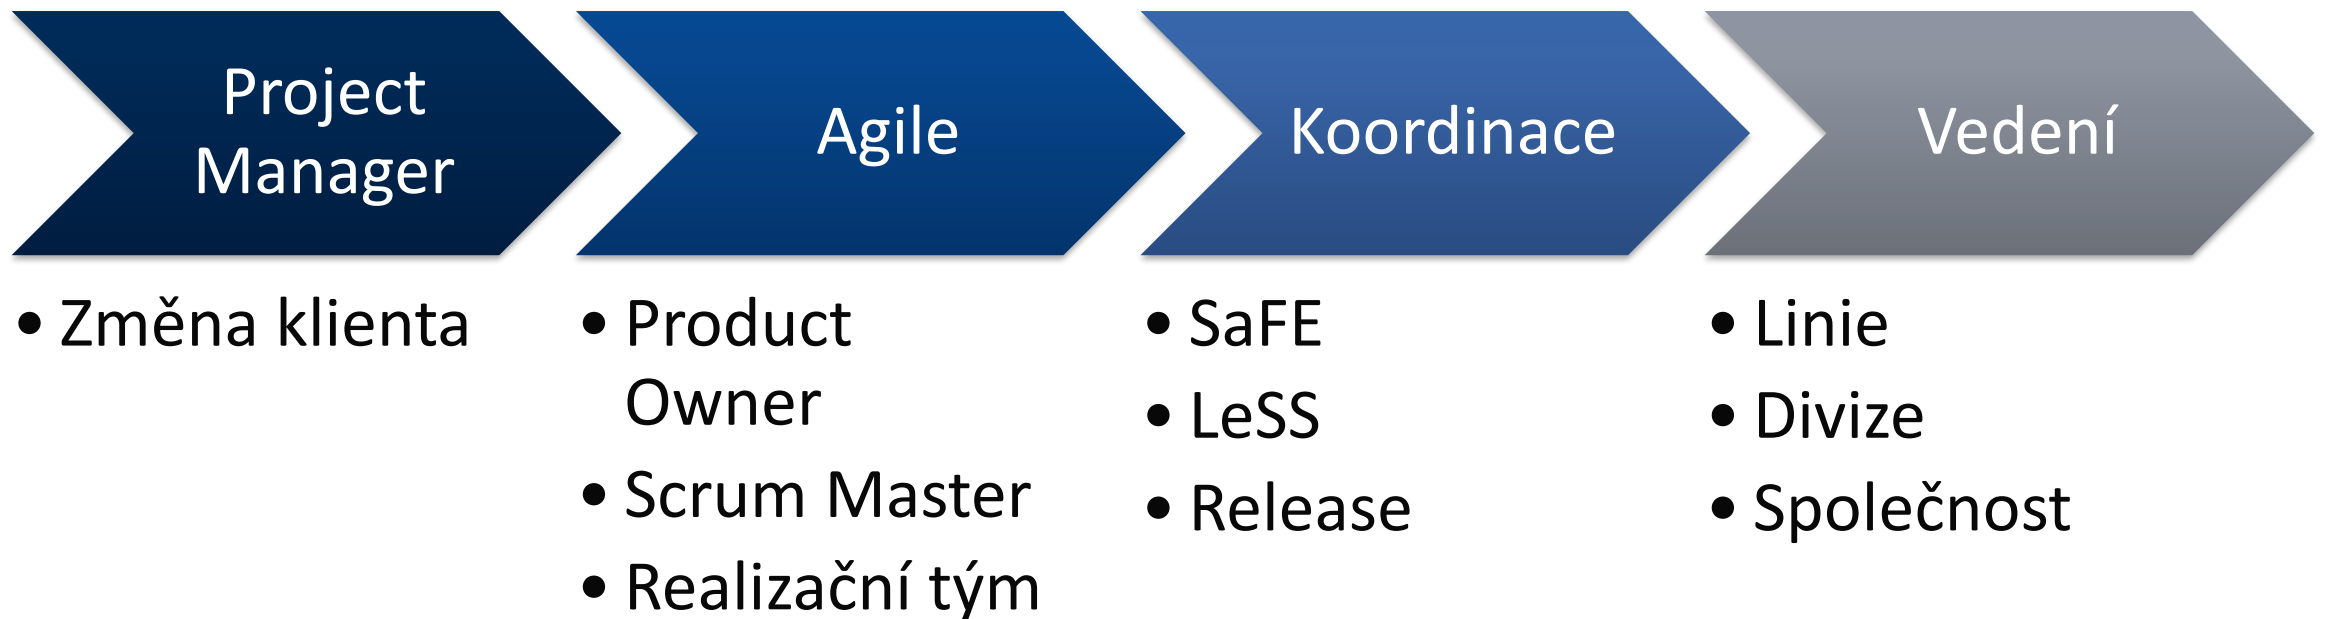 Project
Manager
• Změna klienta
Agile
• Product
Owner
• Scrum Master
• Realizační tým
Koordinace
• SaFE
• LeSS
• Release
Vedení
• Linie
• Divize
• Společnost